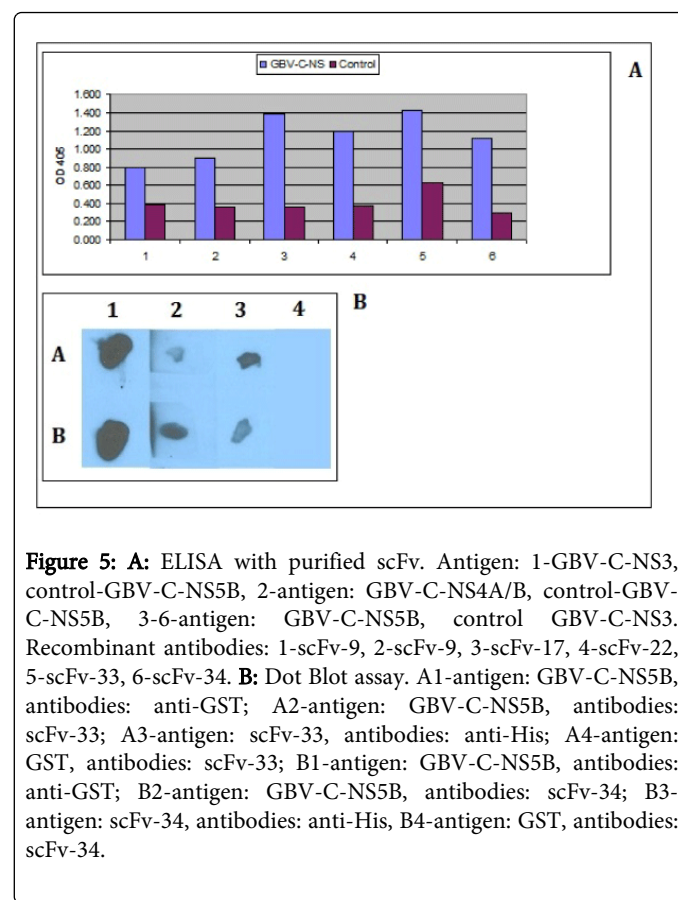 GBV-C-NS Control
A
OD 405
1.600
1.400
1.200
1.000
0.800
0.600
0.400
0.200
0.000
1 2 3 4 5 6
B
1 2 3 4
A
B
Figure 5: A: ELISA with purified scFv. Antigen: 1-GBV-C-NS3,
control-GBV-C-NS5B, 2-antigen: GBV-C-NS4A/B, control-GBV-
C-NS5B, 3-6-antigen: GBV-C-NS5B, control GBV-C-NS3.
Recombinant antibodies: 1-scFv-9, 2-scFv-9, 3-scFv-17, 4-scFv-22,
5-scFv-33, 6-scFv-34. B: Dot Blot assay. A1-antigen: GBV-C-NS5B,
antibodies: anti-GST; A2-antigen: GBV-C-NS5B, antibodies:
scFv-33; A3-antigen: scFv-33, antibodies: anti-His; A4-antigen:
GST, antibodies: scFv-33; B1-antigen: GBV-C-NS5B, antibodies:
anti-GST; B2-antigen: GBV-C-NS5B, antibodies: scFv-34; B3-
antigen: scFv-34, antibodies: anti-His, B4-antigen: GST, antibodies:
scFv-34.